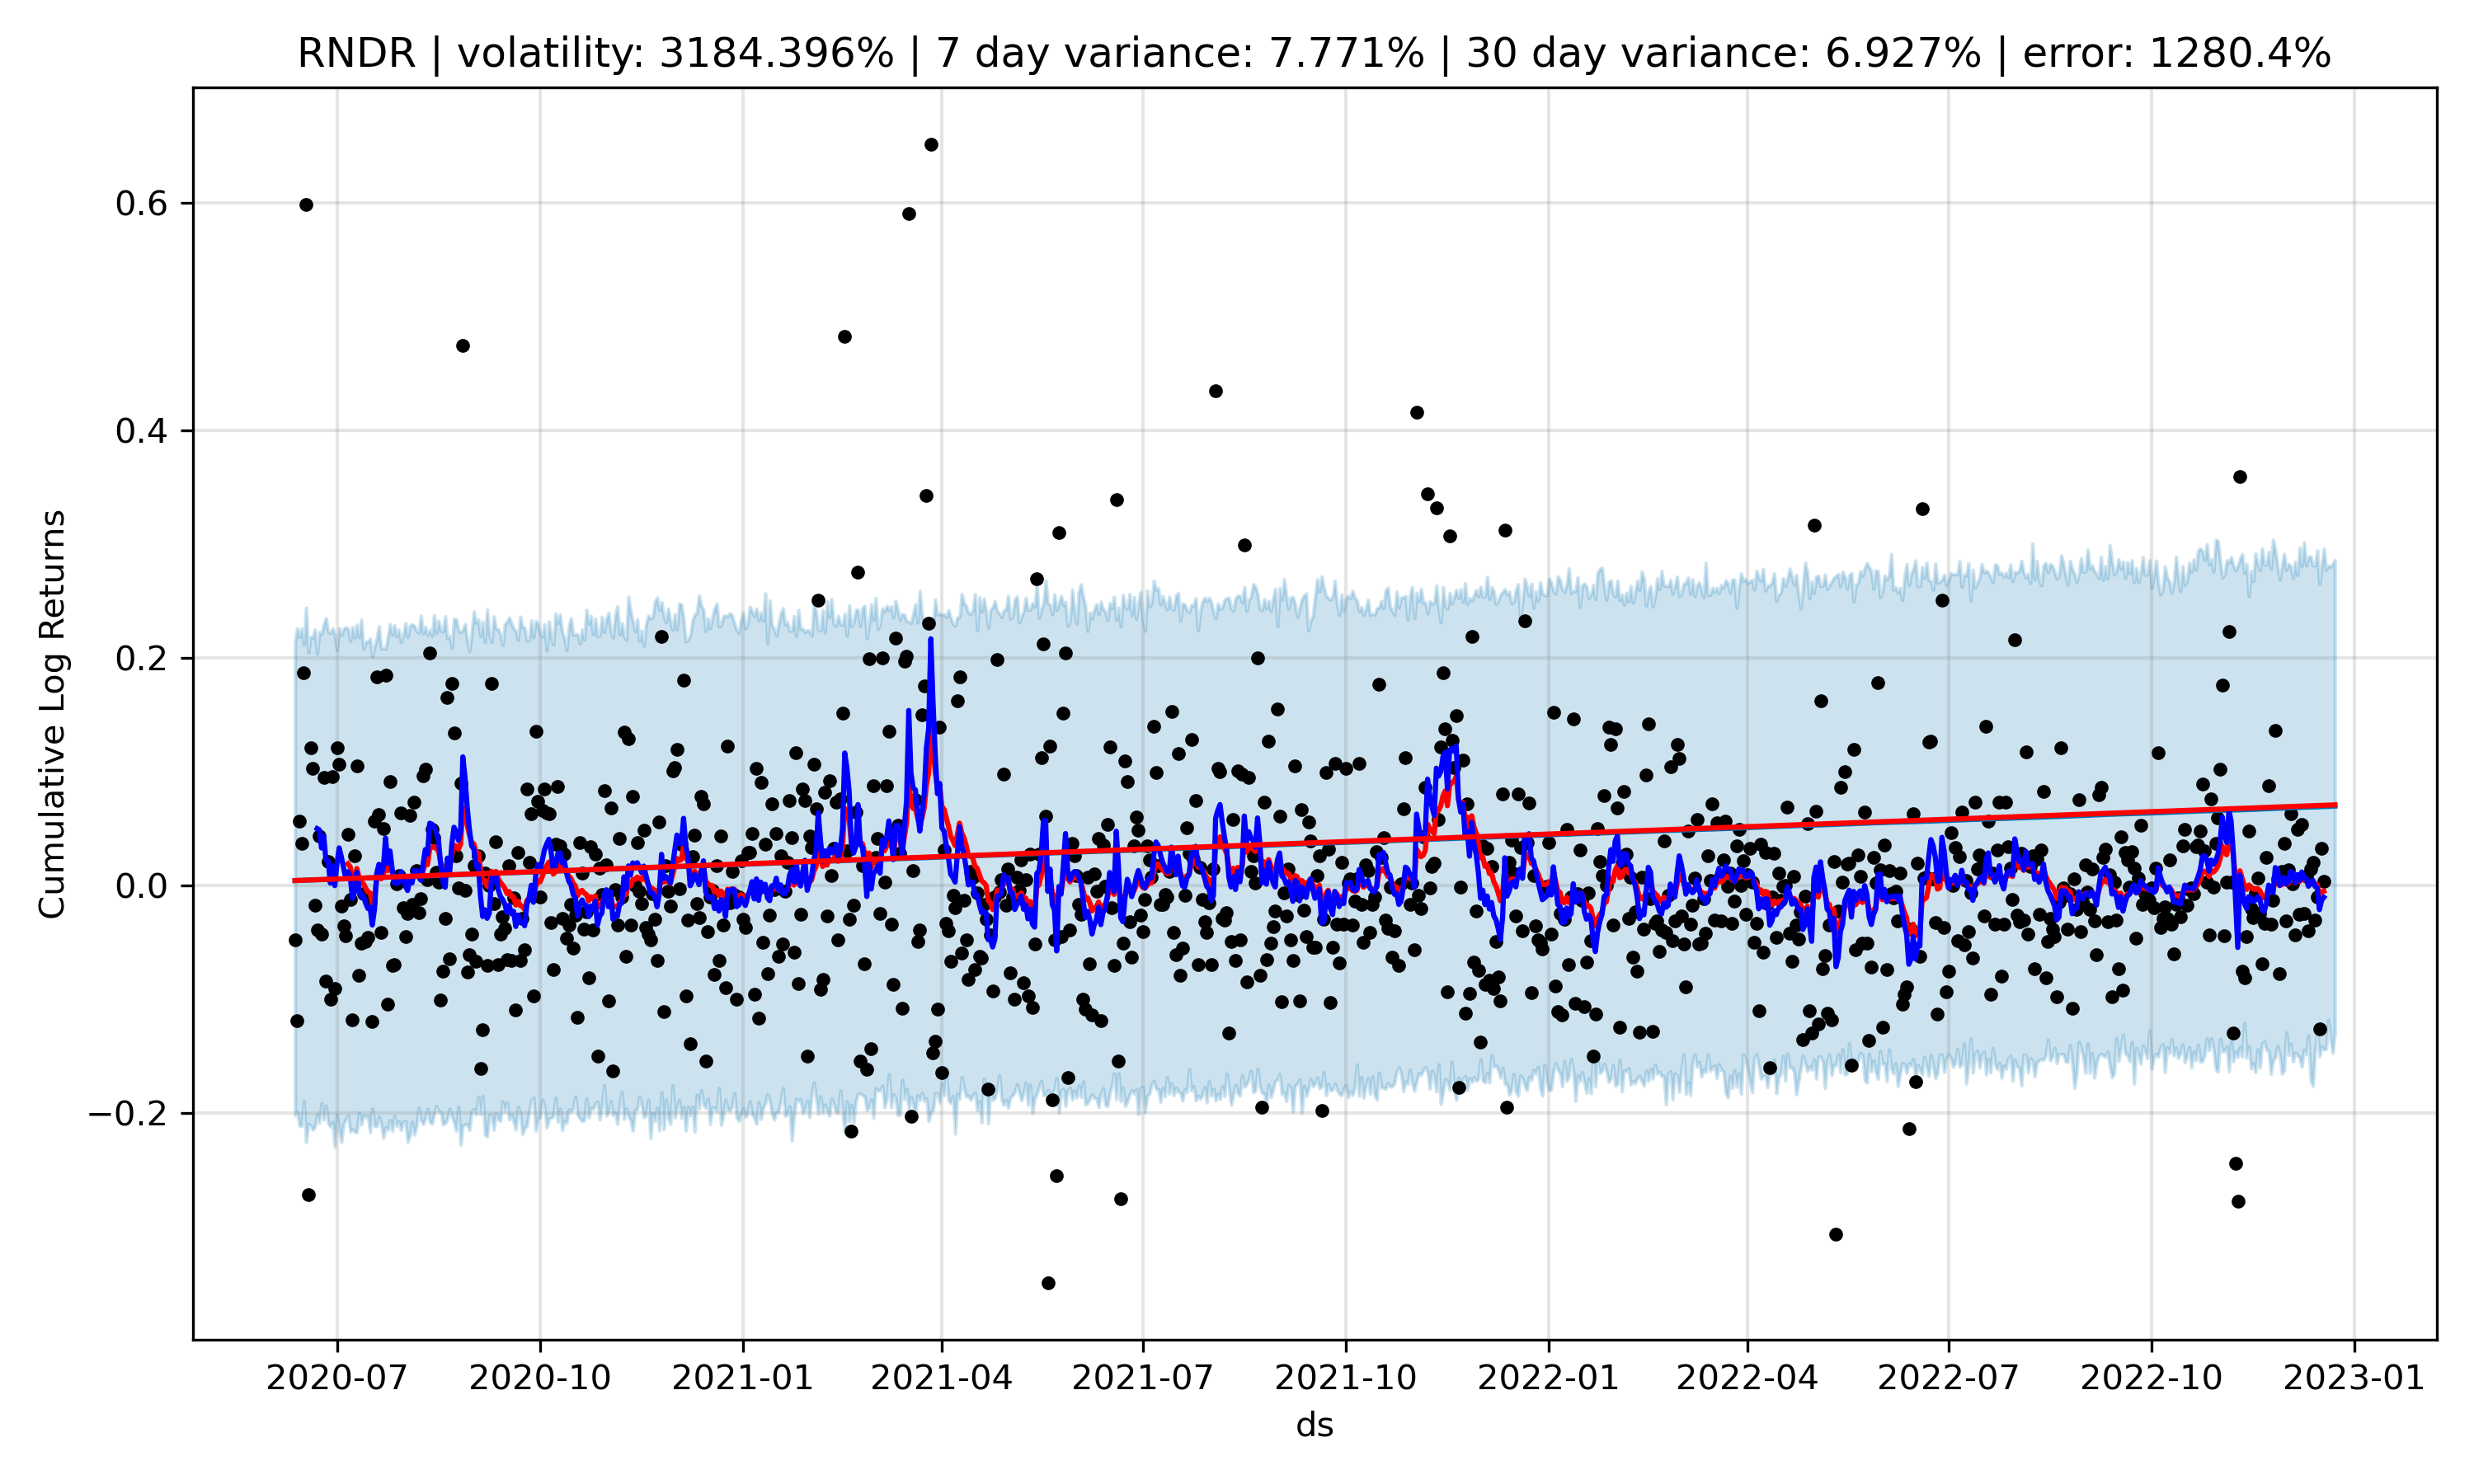 RNDR | volatility: 3184.396% | 7 day variance: 7.771% | 30 day variance: 6.927% | error: 1280.4%
Cumulative Log Returns
0.6
0.4
0.2
0.0
−0.2
2020-07 2020-10 2021-01 2021-04 2021-07 2021-10 2022-01 2022-04 2022-07 2022-10 2023-01
ds